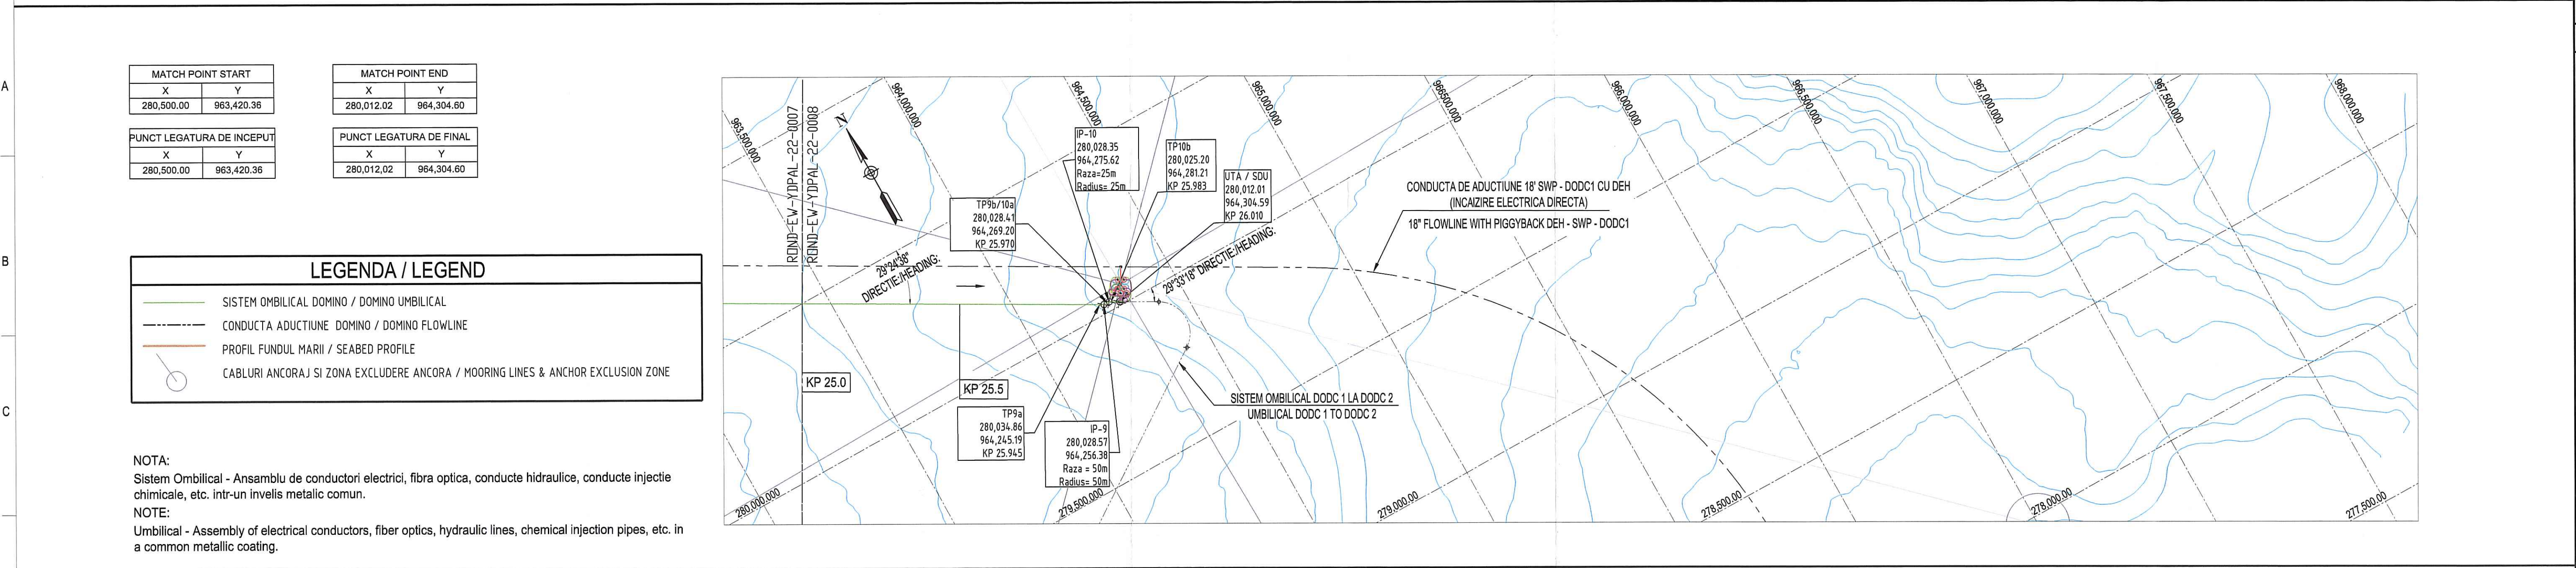 A
B
C
MATCH POINT START
X Y
280,500.00 963,420.36
MATCH POINT END
X Y
280,012.02 964,304.60
PUNCT LEGATURA DE INCEPUT
X Y
280,500.00 963,420.36
PUNCT LEGATURA DE FINAL
X Y
280,012,02 964,304.60
LEGENDA / LEGEND
SISTEM OMBILICAL DOMINO / DOMINO UMBILICAL
CONDUCTA ADUCTIUNE DOMINO / DOMINO FLOWLINE
PROFIL FUNDUL MARII / SEABED PROFILE
CABLURI ANCORAJ SI ZONA EXCLUDERE ANCORA / MOORING LINES & ANCHOR EXCLUSION ZONE
NOTA:
Sistem Ombilical - Ansamblu de conductori electrici, fibra optica, conducte hidraulice, conducte injectie
chimicale, etc. intr-un invelis metalic comun.
NOTE:
Umbilical - Assembly of electrical conductors, fiber optics, hydraulic lines, chemical injection pipes, etc. in
a common metallic coating.
963,500.000
964,000.000
964,500.000
965,000.000
966500.000
966,000.000
966,500.000
967,000.000
967,500.000
968,000.000
RDND-EW-YDPAL-22-0007
RDND-EW-YDPAL-22-0008
N
IP-10
280,028.35
964,275.62
Raza=25m
Radius= 25m
TP10b
280,025.20
964,281.21
KP 25.983
UTA / SDU
280,012.01
964,304.59
KP 26.010
TP9b/10a
280,028.41
964,269.20
KP 25.970
CONDUCTA DE ADUCTIUNE 18' SWP - DODC1 CU DEH
(INCAIZIRE ELECTRICA DIRECTA)
18" FLOWLINE WITH PIGGYBACK DEH - SWP - DODC1
29°24'38"
DIRECTIE:/HEADING:
29°33'18" DIRECTIE:/HEADING:
KP 25.0
KP 25.5
TP9a
280,034.86
964,245.19
KP 25.945
IP-9
280,028.57
964,256.38
Raza = 50m
Radius= 50m
SISTEM OMBILICAL DODC 1 LA DODC 2
UMBILICAL DODC 1 TO DODC 2
280,000.000
279,500.000
279,000.00
278,500.00
278,000.00
277,500.00